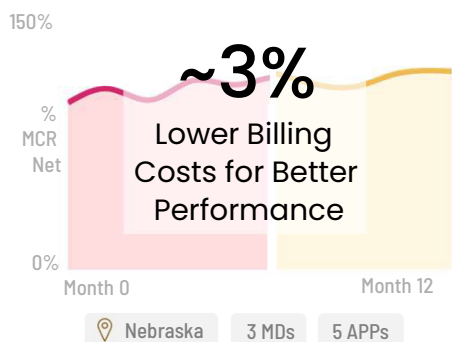 150%
~3%
%
MCR
Net
Lower Billing
Costs for Better
Performance
0%
Month 0
Month 12
Nebraska
3 MDs
5 APPs